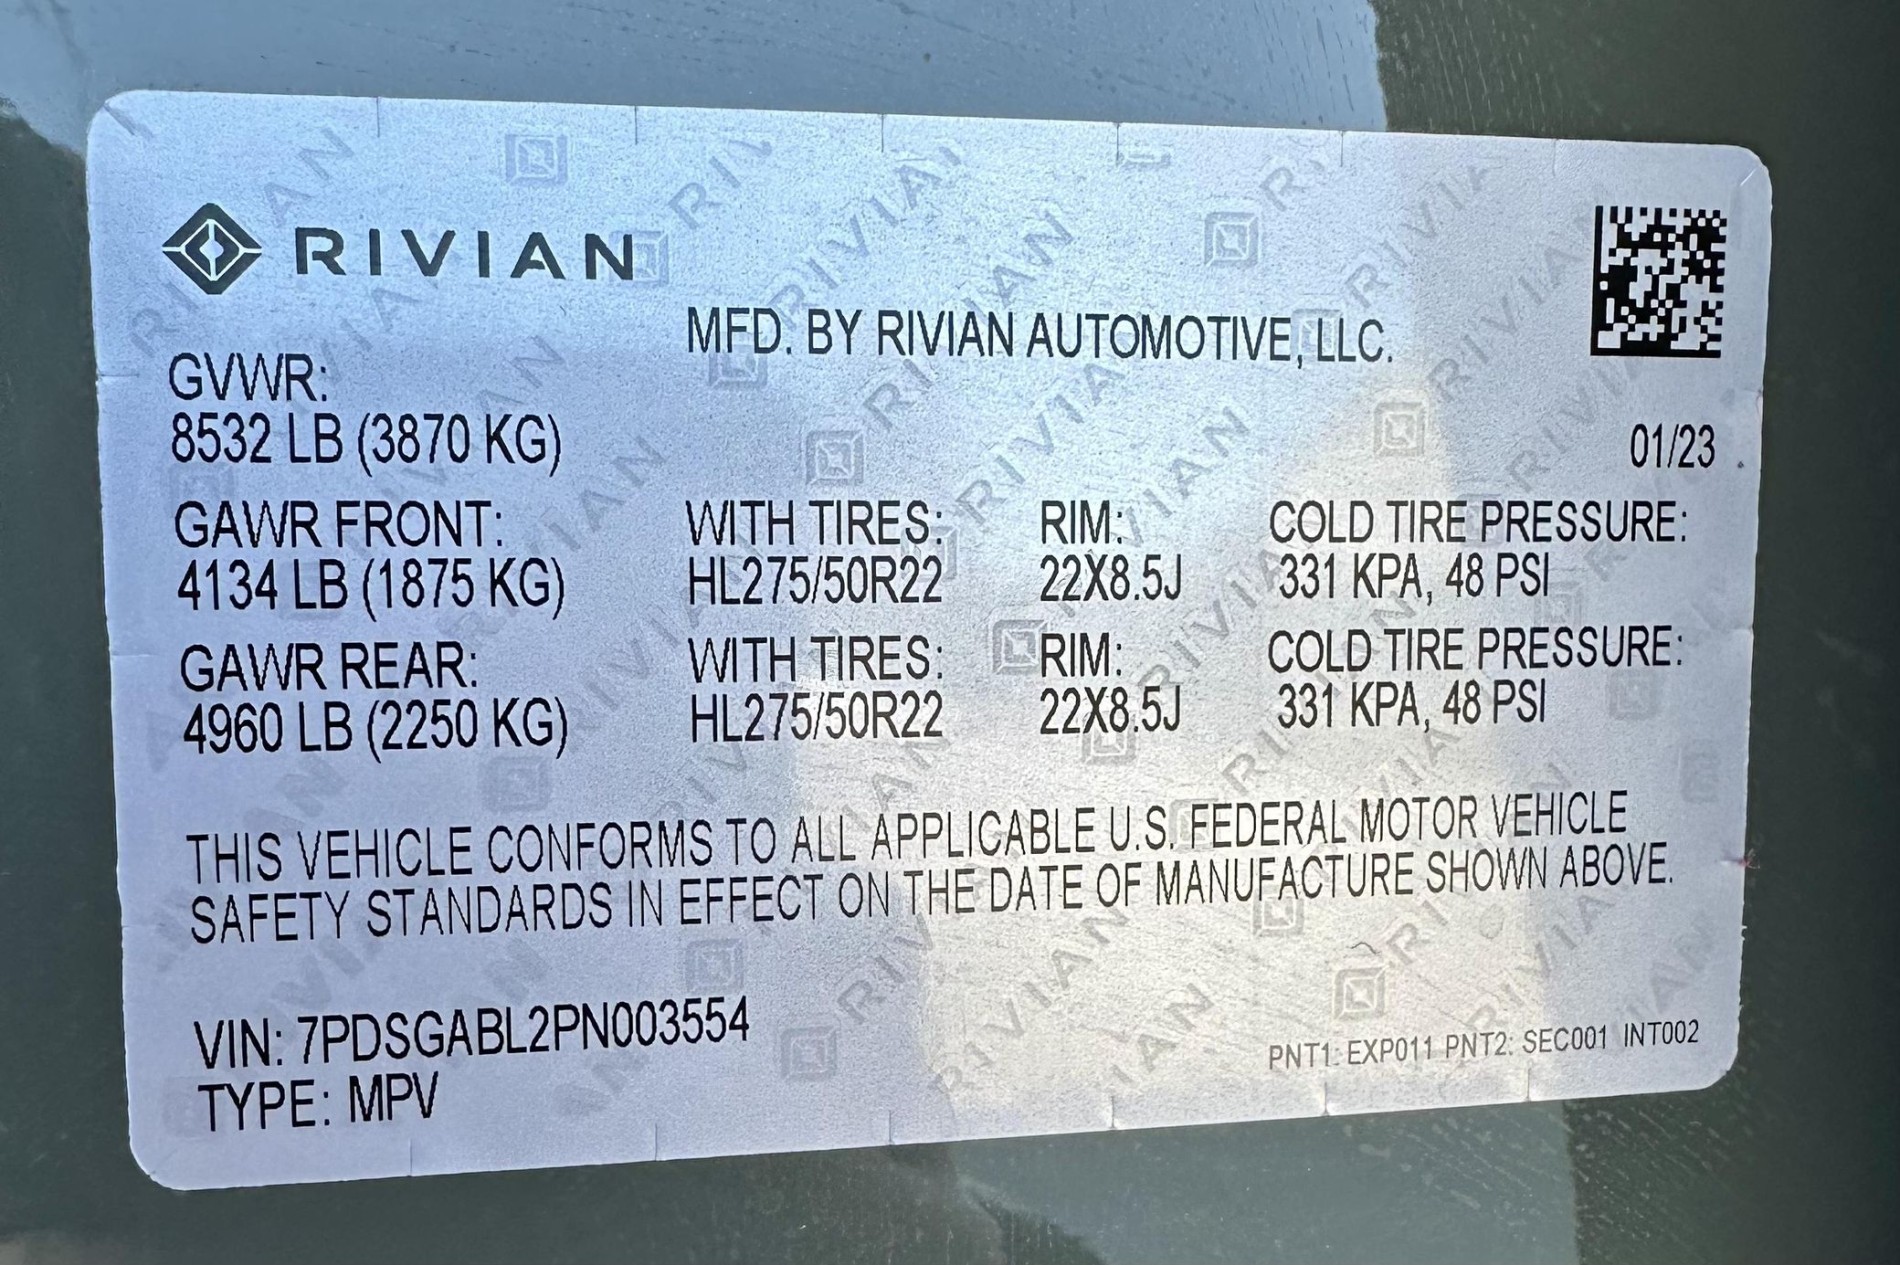 RIVIAN
MFD. BY RIVIAN AUTOMOTIVE, LLC.
GVWR:
8532 LB (3870 KG)
01/23
GAWR FRONT: WITH TIRES: RIM: COLD TIRE PRESSURE:
4134 LB (1875 KG) HL275/50R22 22X8.5J 331 KPA, 48 PSI
GAWR REAR: WITH TIRES: RIM: COLD TIRE PRESSURE:
4960 LB (2250 KG) HL275/50R22 22X8.5J 331 KPA, 48 PSI
THIS VEHICLE CONFORMS TO ALL APPLICABLE U.S. FEDERAL MOTOR VEHICLE
SAFETY STANDARDS IN EFFECT ON THE DATE OF MANUFACTURE SHOWN ABOVE.
VIN: 7PDSGABL2PN003554
PNT1: EXP011 PNT2: SEC001 INT002
TYPE: MPV